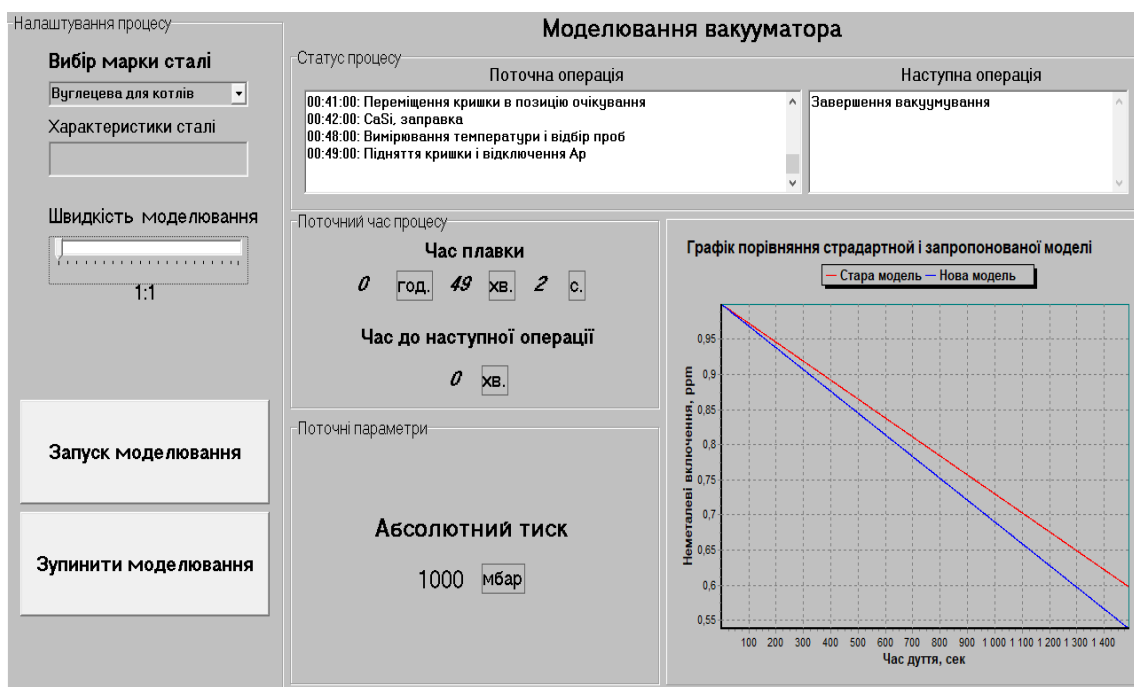 Моделювання вакууматора
Налаштування процесу
Вибір марки сталі
Вуглецева для котлів
Характеристики сталі
Швидкість моделювання
1:1
Запуск моделювання
Зупинити моделювання
Статус процесу
Поточна операція
00:41:00: Переміщення кришки в позицію очікування
00:42:00: CaSi, заправка
00:48:00: Вимірювання температури і відбір проб
00:49:00: Підняття кришки і відключення Ар
Наступна операція
Завершення вакуумування
Поточний час процесу
Час плавки
0 год. 49 хв. 2 с.
Час до наступної операції
0 хв.
Поточні параметри
Абсолютний тиск
1000 мбар
Графік порівняння страдартной і запропонованої моделі
Стара модель Нова модель
Неметалеві включення, ppm
0,95
0,9
0,85
0,8
0,75
0,7
0,65
0,6
0,55
100 200 300 400 500 600 700 800 900 1 000 1 100 1 200 1 300 1 400
Час дуття, сек